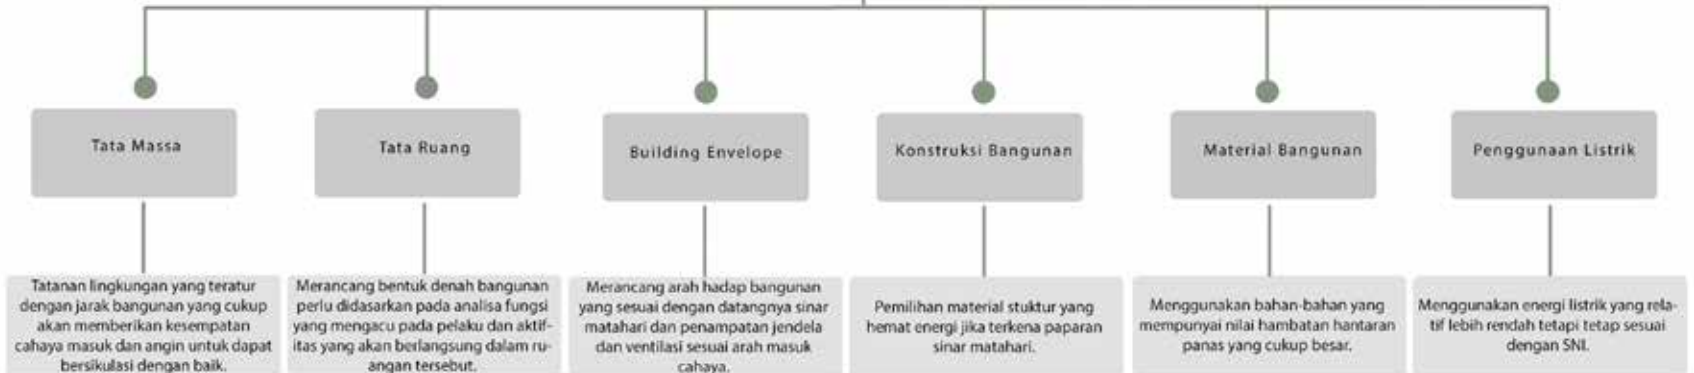 Tata Massa
Tata Ruang
Building Envelope
Konstruksi Bangunan
Material Bangunan
Penggunaan Listrik
Tatanan lingkungan yang teratur
dengan jarak bangunan yang cukup
akan memberikan kesempatan
cahaya masuk dan angin untuk dapat
bersikulasi dengan baik.
Merancang bentuk denah bangunan
perlu didasarkan pada analisa fungsi
yang mengacu pada pelaku dan aktif-
itas yang akan berlangsung dalam ru-
angan tersebut.
Merancang arah hadap bangunan
yang sesuai dengan datangnya sinar
matahari dan penampatan jendela
dan ventilasi sesuai arah masuk
cahaya.
Pemilihan material stuktur yang
hemat energi jika terkena paparan
sinar matahari.
Menggunakan bahan-bahan yang
mempunyai nilai hambatan hantaran
panas yang cukup besar.
Menggunakan energi listrik yang rela-
tif lebih rendah tetapi tetap sesuai
dengan SNI.